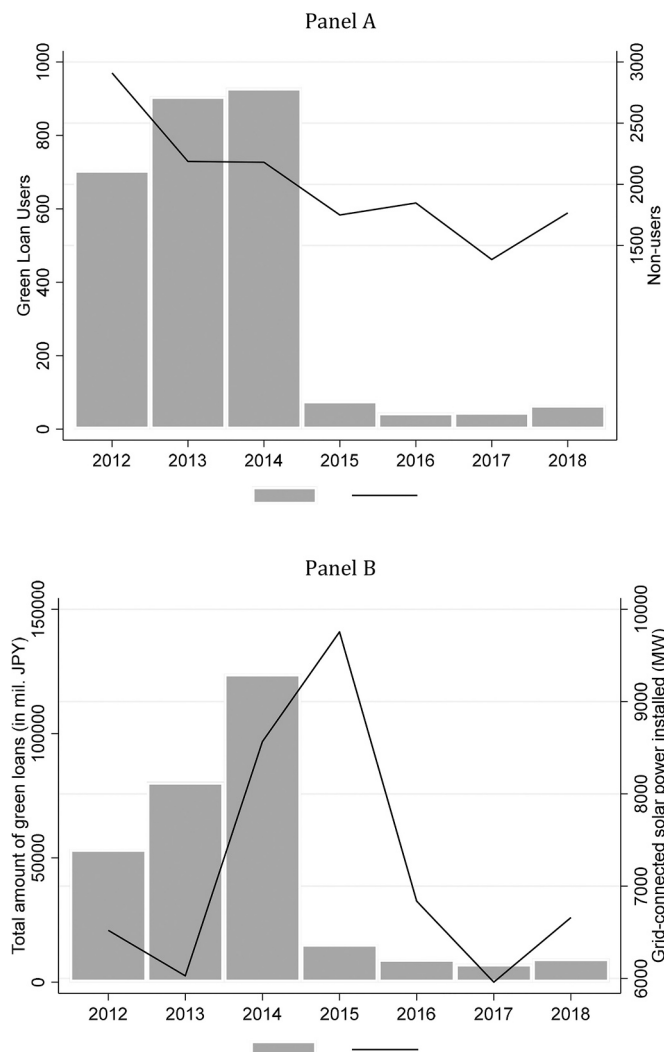 Panel A
Green Loan Users
0
200
400
600
800
1000
1500
2000
2500
3000
Non-users
2012 2013 2014 2015 2016 2017 2018
Panel B
Total amount of green loans (in mil. JPY)
0
50000
100000
150000
6000
7000
8000
9000
10000
Grid-connected solar power installed (MW)
2012 2013 2014 2015 2016 2017 2018